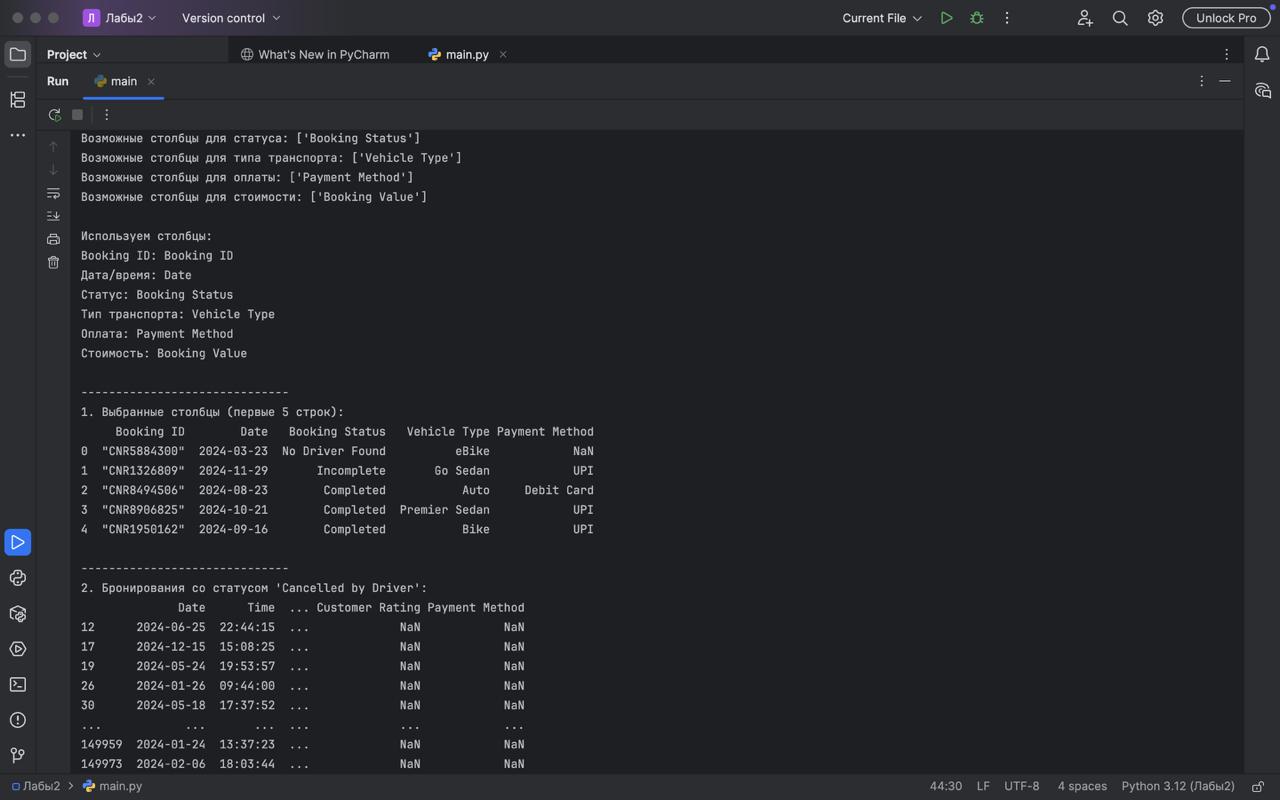 Л Лабы2 Version control Current File Unlock Pro
Project What's New in PyCharm main.py
Run main
Возможные столбцы для статуса: ['Booking Status']
Возможные столбцы для типа транспорта: ['Vehicle Type']
Возможные столбцы для оплаты: ['Payment Method']
Возможные столбцы для стоимости: ['Booking Value']
Используем столбцы:
Booking ID: Booking ID
Дата/время: Date
Статус: Booking Status
Тип транспорта: Vehicle Type
Оплата: Payment Method
Стоимость: Booking Value
------------------------------
1. Выбранные столбцы (первые 5 строк):
Booking ID Date Booking Status Vehicle Type Payment Method
0 "CNR5884300" 2024-03-23 No Driver Found eBike NaN
1 "CNR1326809" 2024-11-29 Incomplete Go Sedan UPI
2 "CNR8494506" 2024-08-23 Completed Auto Debit Card
3 "CNR8906825" 2024-10-21 Completed Premier Sedan UPI
4 "CNR1950162" 2024-09-16 Completed Bike UPI
------------------------------
2. Бронирования со статусом 'Cancelled by Driver':
Date Time ... Customer Rating Payment Method
12 2024-06-25 22:44:15 ... NaN NaN
17 2024-12-15 15:08:25 ... NaN NaN
19 2024-05-24 19:53:57 ... NaN NaN
26 2024-01-26 09:44:00 ... NaN NaN
30 2024-05-18 17:37:52 ... NaN NaN
... ... ... ... ... ...
149959 2024-01-24 13:37:23 ... NaN NaN
149973 2024-02-06 18:03:44 ... NaN NaN
Лабы2 main.py 44:30 LF UTF-8 4 spaces Python 3.12 (Лабы2)